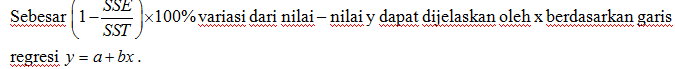 Sebesar (1 − SSE/SST) × 100% variasi dari nilai – nilai y dapat dijelaskan oleh x berdasarkan garis
regresi y = a + bx .